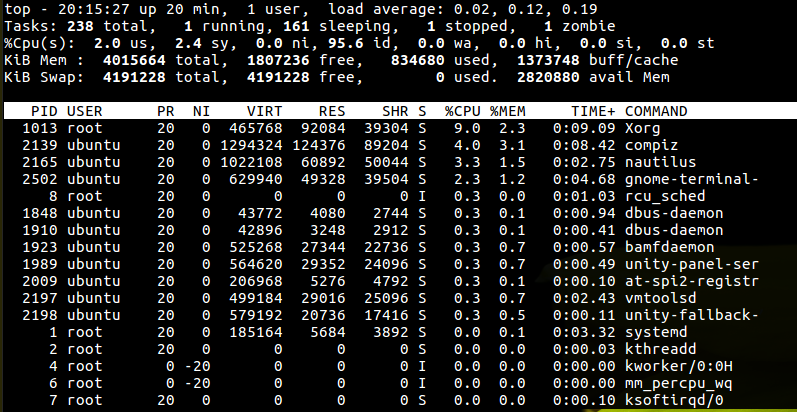 top - 20:15:27 up 20 min,  1 user,  load average: 0.02, 0.12, 0.19
Tasks: 238 total,   1 running, 161 sleeping,   1 stopped,   1 zombie
%Cpu(s):  2.0 us,  2.4 sy,  0.0 ni, 95.6 id,  0.0 wa,  0.0 hi,  0.0 si,  0.0 st
KiB Mem :  4015664 total,  1807236 free,   834680 used,  1373748 buff/cache
KiB Swap:  4191228 total,  4191228 free,        0 used.  2820880 avail Mem
PID USER      PR  NI    VIRT    RES    SHR S  %CPU %MEM     TIME+ COMMAND
1013 root      20   0  465768  92084  39304 S   9.0  2.3   0:09.09 Xorg
2139 ubuntu    20   0 1294324 124376  89204 S   4.0  3.1   0:08.42 compiz
2165 ubuntu    20   0 1022108  60892  50044 S   3.3  1.5   0:02.75 nautilus
2502 ubuntu    20   0  629940  49328  39504 S   2.3  1.2   0:04.68 gnome-terminal-
8 root      20   0       0      0      0 I   0.3  0.0   0:01.03 rcu_sched
1848 ubuntu    20   0   43772   4080   2744 S   0.3  0.1   0:00.94 dbus-daemon
1910 ubuntu    20   0   42896   3248   2912 S   0.3  0.1   0:00.41 dbus-daemon
1923 ubuntu    20   0  525268  27344  22736 S   0.3  0.7   0:00.57 bamfdaemon
1989 ubuntu    20   0  564620  29352  24096 S   0.3  0.7   0:00.49 unity-panel-ser
2009 ubuntu    20   0  206968   5276   4792 S   0.3  0.1   0:00.10 at-spi2-registr
2197 ubuntu    20   0  499184  29016  25096 S   0.3  0.7   0:02.43 vmtoolsd
2198 ubuntu    20   0  579192  20736  17416 S   0.3  0.5   0:00.11 unity-fallback-
1 root      20   0  185164   5684   3892 S   0.0  0.1   0:03.32 systemd
2 root      20   0       0      0      0 S   0.0  0.0   0:00.03 kthreadd
4 root       0 -20       0      0      0 I   0.0  0.0   0:00.00 kworker/0:0H
6 root       0 -20       0      0      0 I   0.0  0.0   0:00.00 mm_percpu_wq
7 root      20   0       0      0      0 S   0.0  0.0   0:00.10 ksoftirqd/0